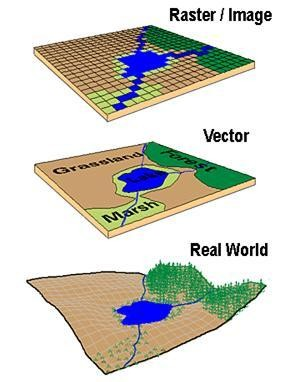 Raster / Image
Vector
Grassland
Forest
Lake
Marsh
Real World